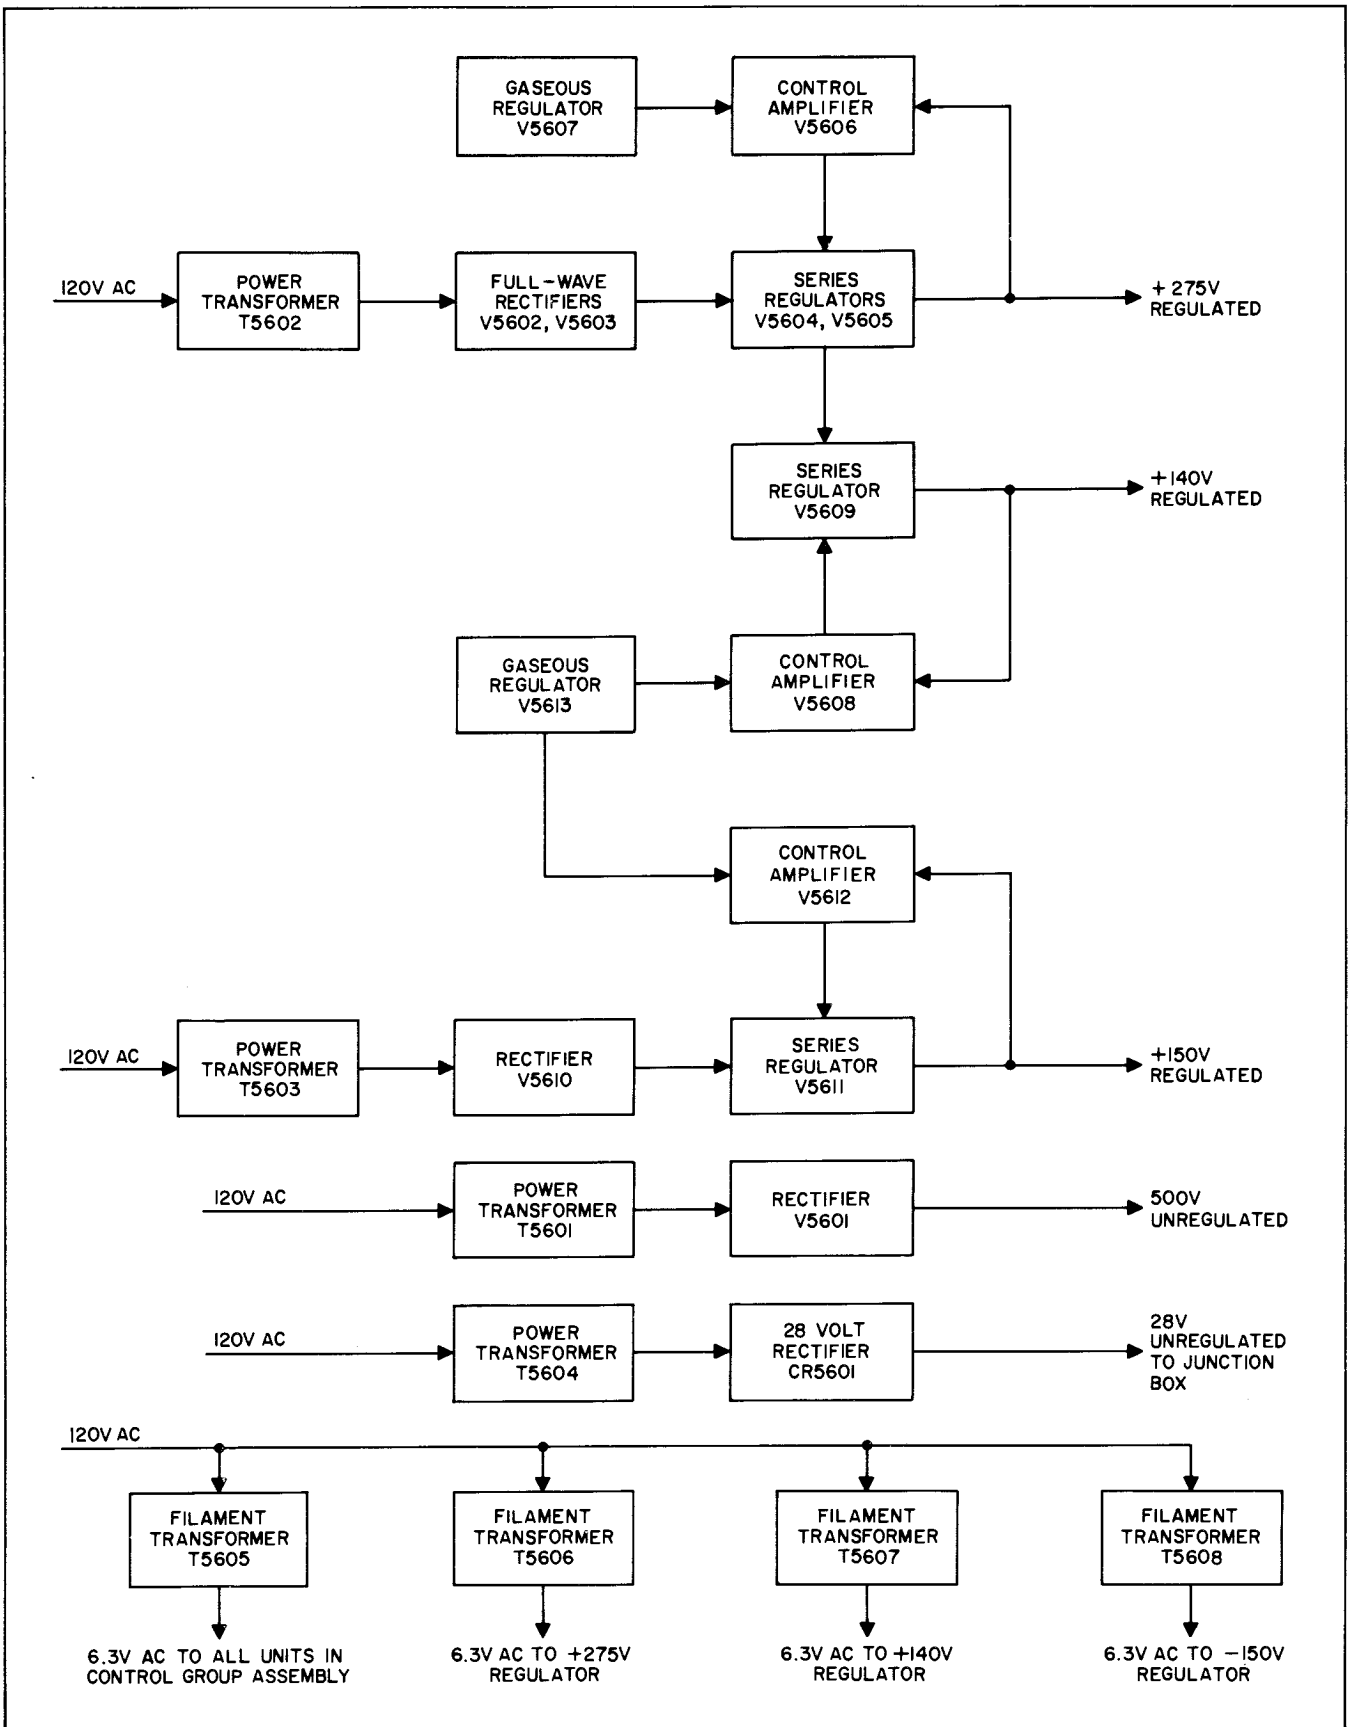 GASEOUS
REGULATOR
V5607
CONTROL
AMPLIFIER
V5606
120V AC
POWER
TRANSFORMER
T5602
FULL-WAVE
RECTIFIERS
V5602, V5603
SERIES
REGULATORS
V5604, V5605
+275V
REGULATED
SERIES
REGULATOR
V5609
+140V
REGULATED
GASEOUS
REGULATOR
V5613
CONTROL
AMPLIFIER
V5608
CONTROL
AMPLIFIER
V5612
120V AC
POWER
TRANSFORMER
T5603
RECTIFIER
V5610
SERIES
REGULATOR
V5611
+150V
REGULATED
120V AC
POWER
TRANSFORMER
T5601
RECTIFIER
V5601
500V
UNREGULATED
120V AC
POWER
TRANSFORMER
T5604
28 VOLT
RECTIFIER
CR5601
28V
UNREGULATED
TO JUNCTION
BOX
120V AC
FILAMENT
TRANSFORMER
T5605
FILAMENT
TRANSFORMER
T5606
FILAMENT
TRANSFORMER
T5607
FILAMENT
TRANSFORMER
T5608
6.3V AC TO ALL UNITS IN
CONTROL GROUP ASSEMBLY
6.3V AC TO +275V
REGULATOR
6.3V AC TO +140V
REGULATOR
6.3V AC TO -150V
REGULATOR